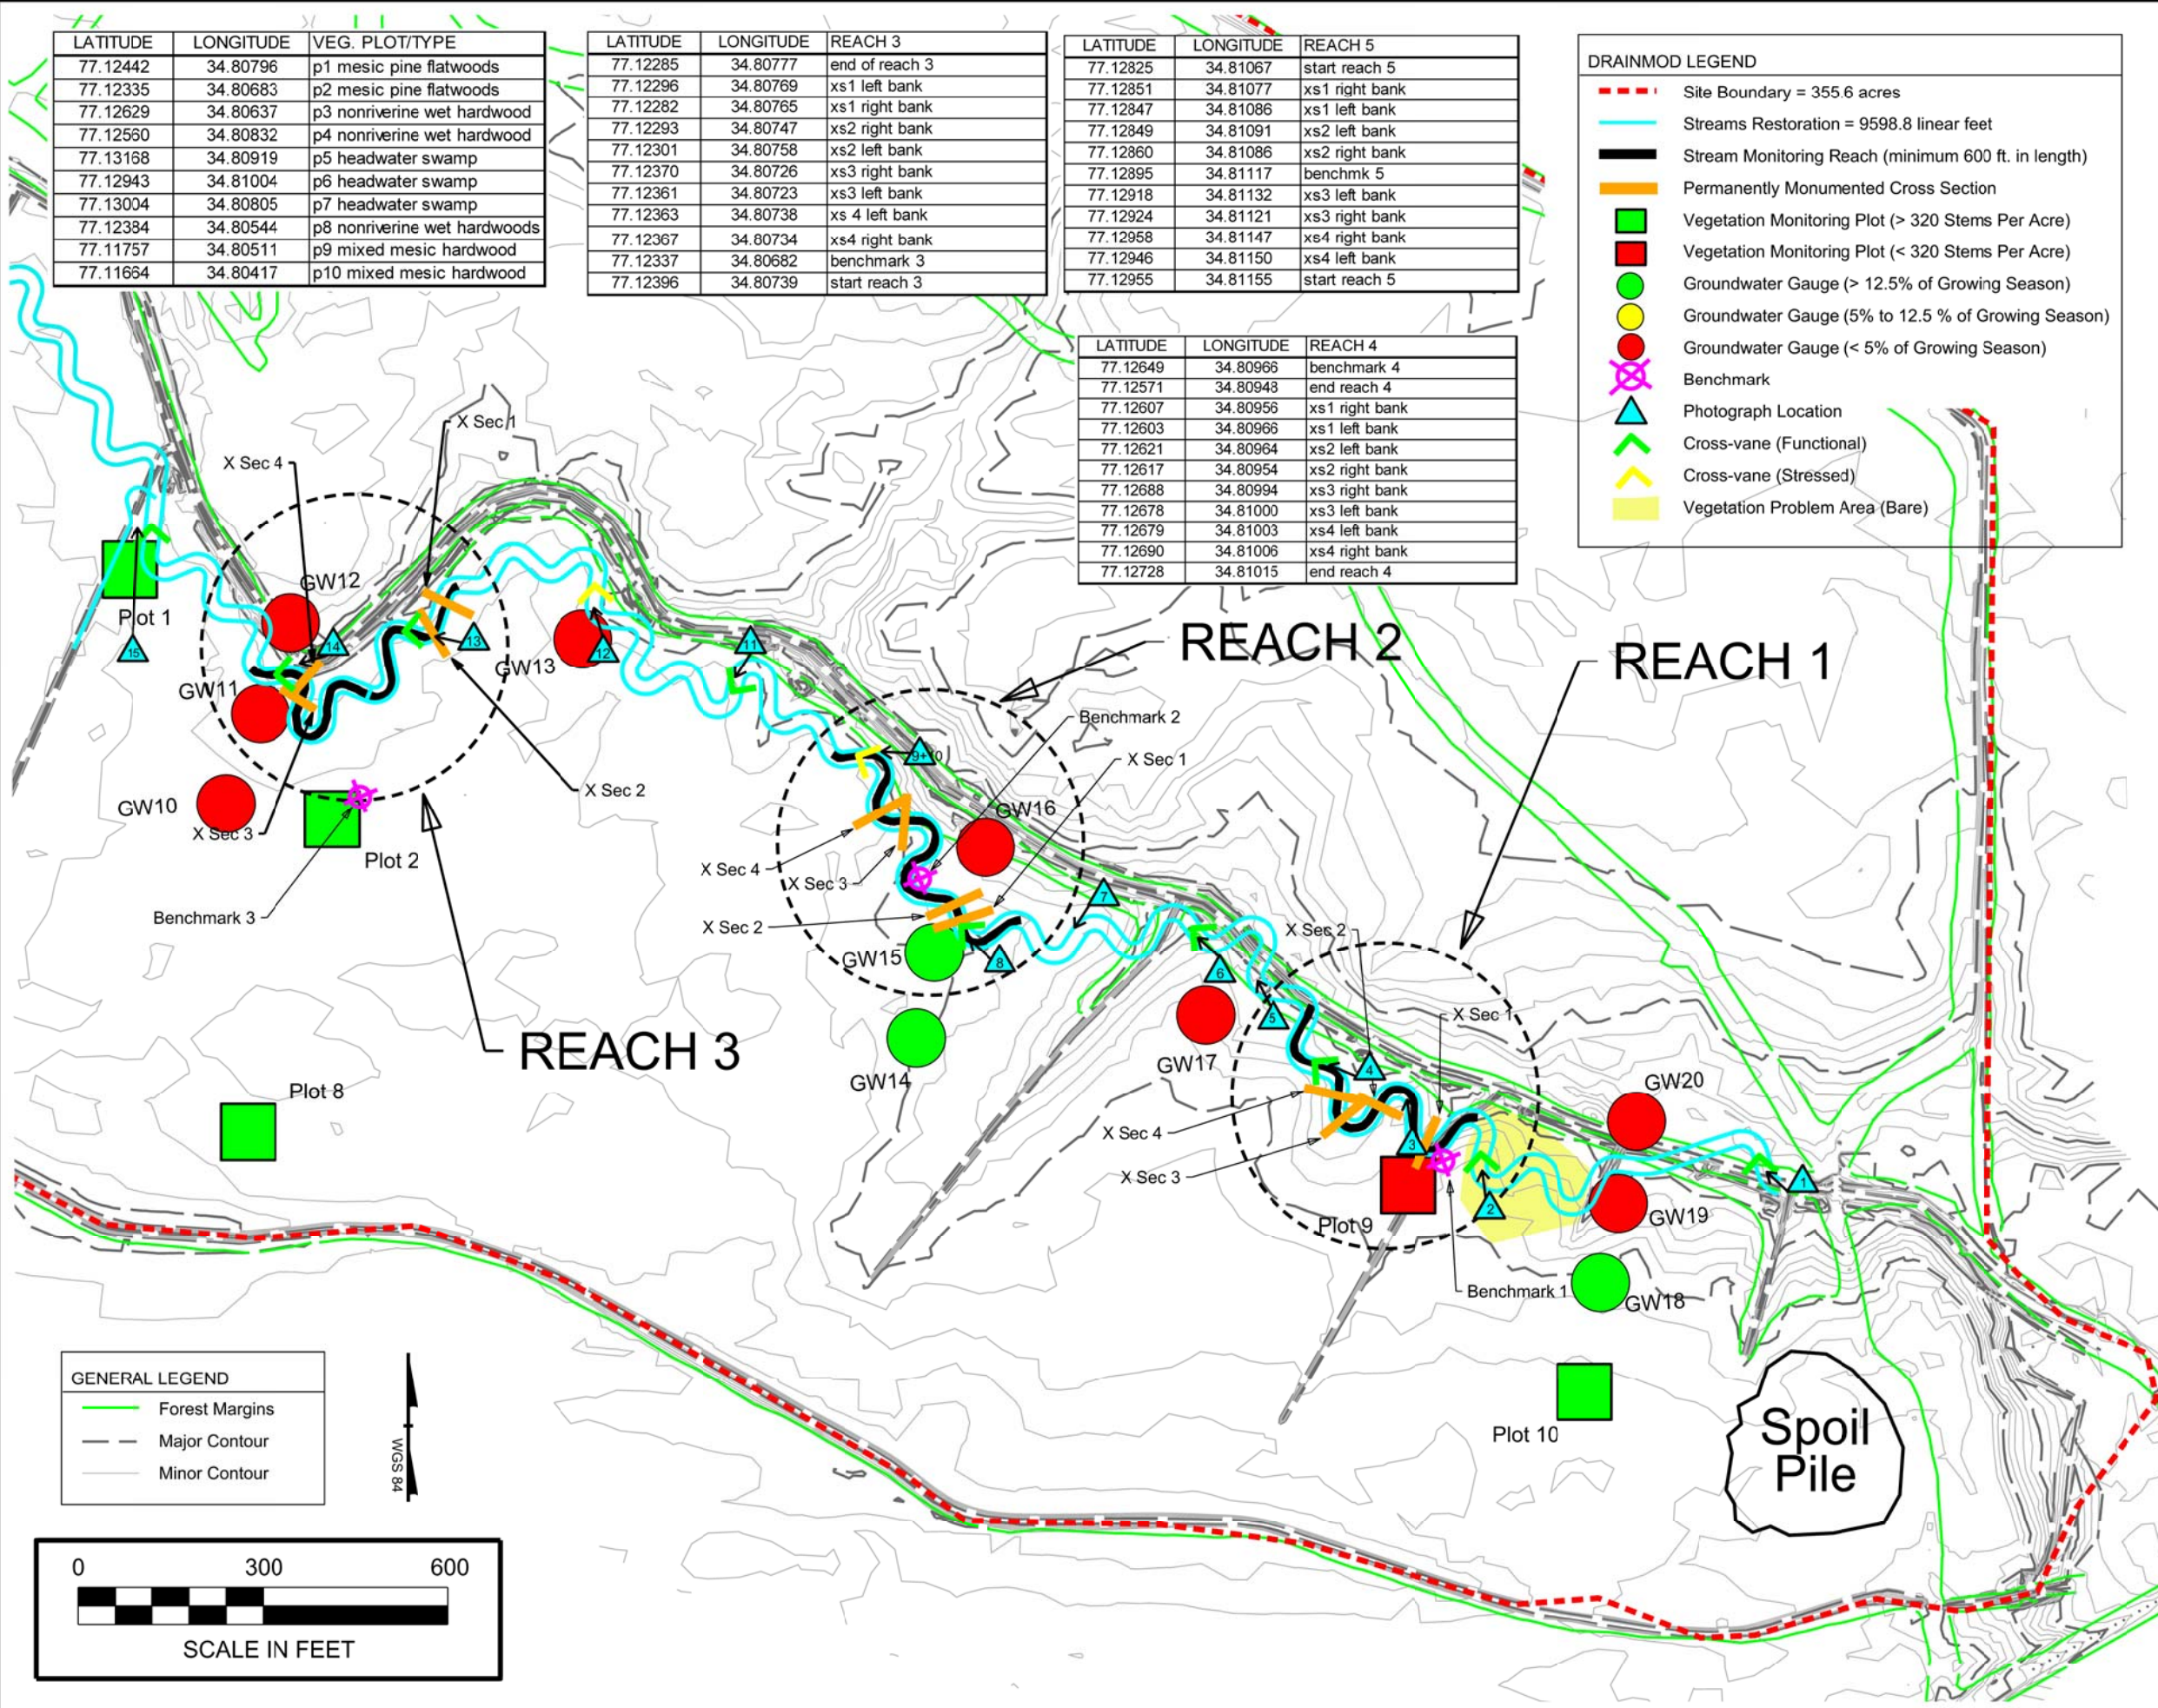 LATITUDE LONGITUDE VEG. PLOT/TYPE
77.12442 34.80796 p1 mesic pine flatwoods
77.12335 34.80683 p2 mesic pine flatwoods
77.12629 34.80637 p3 nonriverine wet hardwood
77.12560 34.80832 p4 nonriverine wet hardwood
77.13168 34.80919 p5 headwater swamp
77.12943 34.81004 p6 headwater swamp
77.13004 34.80805 p7 headwater swamp
77.12384 34.80544 p8 nonriverine wet hardwoods
77.11757 34.80511 p9 mixed mesic hardwood
77.11664 34.80417 p10 mixed mesic hardwood
LATITUDE LONGITUDE REACH 3
77.12285 34.80777 end of reach 3
77.12296 34.80769 xs1 left bank
77.12282 34.80765 xs1 right bank
77.12293 34.80747 xs2 right bank
77.12301 34.80758 xs2 left bank
77.12370 34.80726 xs3 right bank
77.12361 34.80723 xs3 left bank
77.12363 34.80738 xs 4 left bank
77.12367 34.80734 xs4 right bank
77.12337 34.80682 benchmark 3
77.12396 34.80739 start reach 3
LATITUDE LONGITUDE REACH 5
77.12825 34.81067 start reach 5
77.12851 34.81077 xs1 right bank
77.12847 34.81086 xs1 left bank
77.12849 34.81091 xs2 left bank
77.12860 34.81086 xs2 right bank
77.12895 34.81117 benchmk 5
77.12918 34.81132 xs3 left bank
77.12924 34.81121 xs3 right bank
77.12958 34.81147 xs4 right bank
77.12946 34.81150 xs4 left bank
77.12955 34.81155 start reach 5
LATITUDE LONGITUDE REACH 4
77.12649 34.80966 benchmark 4
77.12571 34.80948 end reach 4
77.12607 34.80956 xs1 right bank
77.12603 34.80966 xs1 left bank
77.12621 34.80964 xs2 left bank
77.12617 34.80954 xs2 right bank
77.12688 34.80994 xs3 right bank
77.12678 34.81000 xs3 left bank
77.12679 34.81003 xs4 left bank
77.12690 34.81006 xs4 right bank
77.12728 34.81015 end reach 4
DRAINMOD LEGEND
Site Boundary = 355.6 acres
Streams Restoration = 9598.8 linear feet
Stream Monitoring Reach (minimum 600 ft. in length)
Permanently Monumented Cross Section
Vegetation Monitoring Plot (> 320 Stems Per Acre)
Vegetation Monitoring Plot (< 320 Stems Per Acre)
Groundwater Gauge (> 12.5% of Growing Season)
Groundwater Gauge (5% to 12.5 % of Growing Season)
Groundwater Gauge (< 5% of Growing Season)
Benchmark
Photograph Location
Cross-vane (Functional)
Cross-vane (Stressed)
Vegetation Problem Area (Bare)
X Sec 1
X Sec 4
GW12
Plot 1
15
14
13
GW13
12
11
GW11
GW10
X Sec 3
Plot 2
X Sec 2
Benchmark 3
REACH 3
REACH 2
REACH 1
Benchmark 2
X Sec 1
9+10
GW16
X Sec 4
X Sec 3
X Sec 2
7
GW15
8
6
GW14
X Sec 2
X Sec 1
5
GW17
4
X Sec 4
3
X Sec 3
GW20
1
2
GW19
Plot 9
Benchmark 1
GW18
Plot 8
Plot 10
Spoil
Pile
GENERAL LEGEND
Forest Margins
Major Contour
Minor Contour
WGS 84
0 300 600
SCALE IN FEET